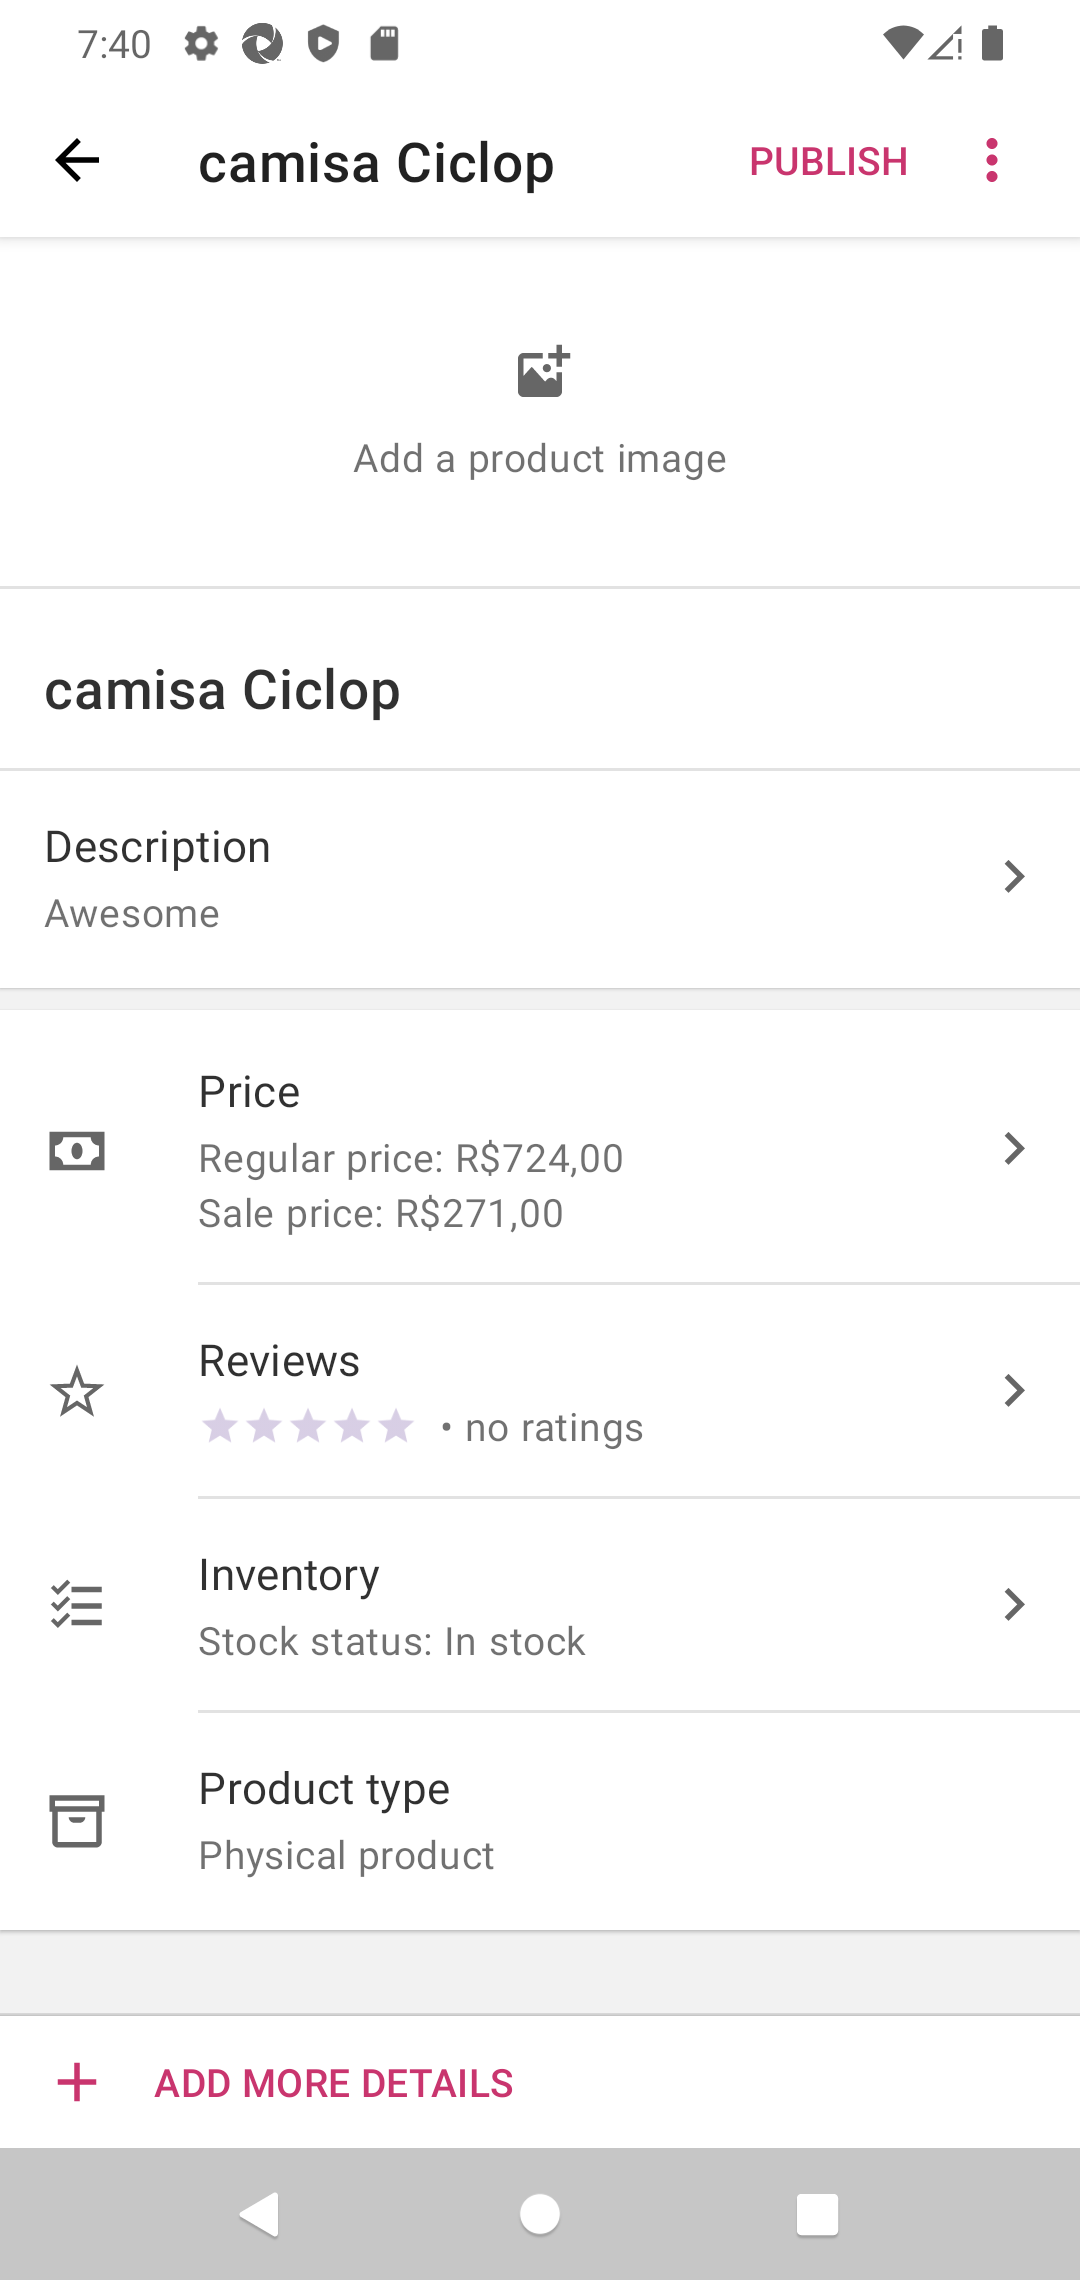 7:40
camisa Ciclop
PUBLISH
Add a product image
camisa Ciclop
Description
Awesome
Price
Regular price: R$724,00
Sale price: R$271,00
Reviews
• no ratings
Inventory
Stock status: In stock
Product type
Physical product
ADD MORE DETAILS